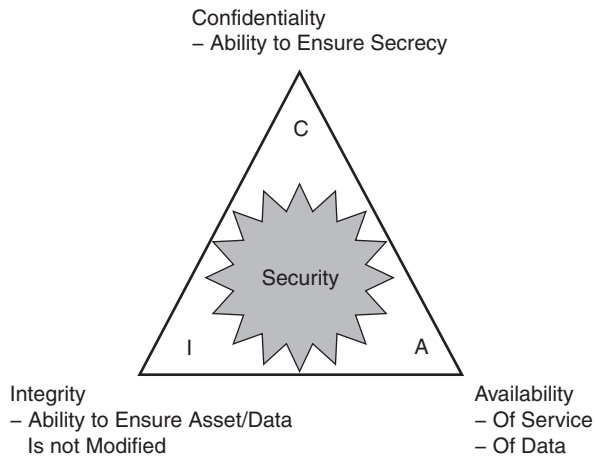 Confidentiality
– Ability to Ensure Secrecy
C
Security
I
A
Integrity
– Ability to Ensure Asset/Data
Is not Modified
Availability
– Of Service
– Of Data